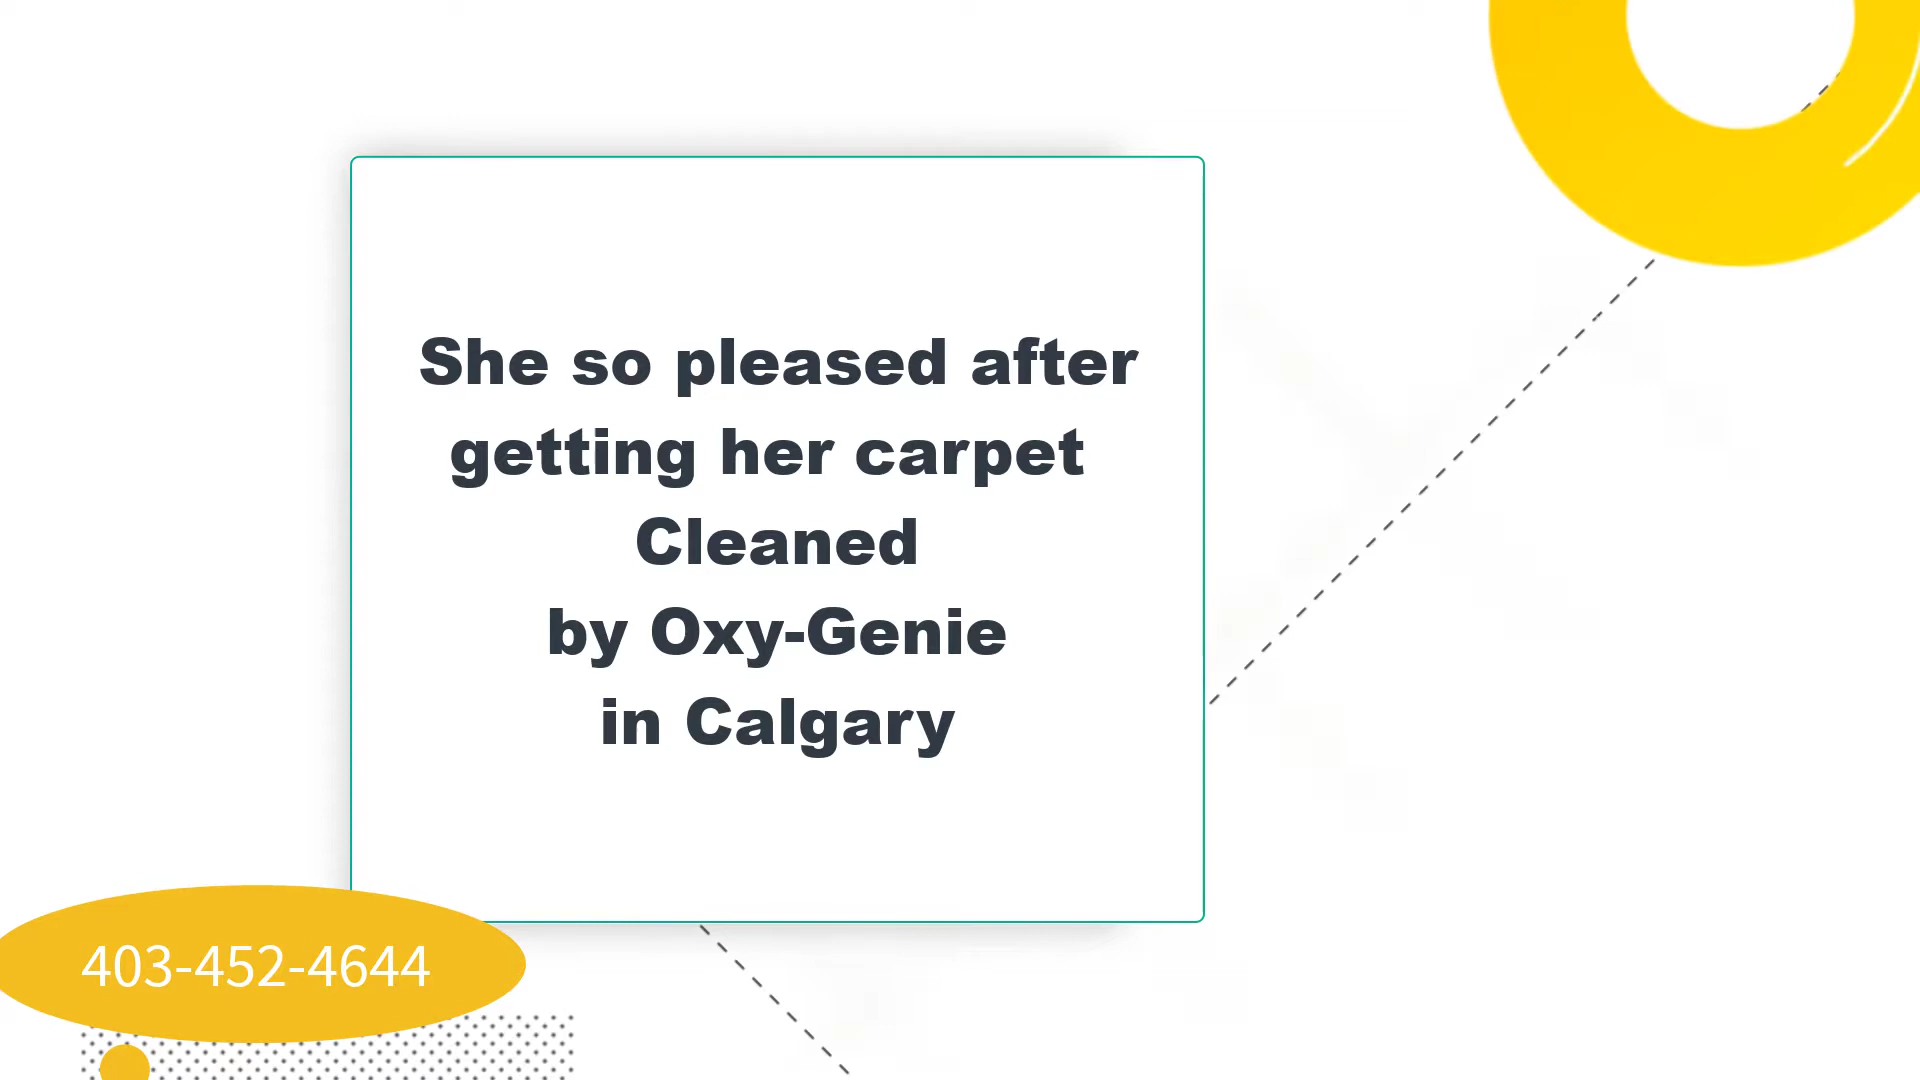 She so pleased after
getting her carpet
Cleaned
by Oxy-Genie
in Calgary
403-452-4644